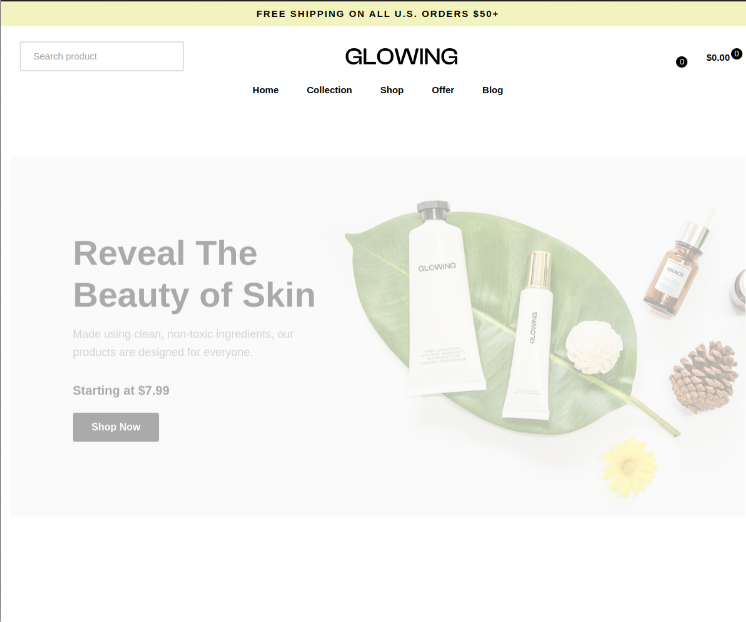 FREE SHIPPING ON ALL U.S. ORDERS $50+
Search product
GLOWING
0
$0.00
0
Home
Collection
Shop
Offer
Blog
Reveal The
Beauty of Skin
Made using clean, non-toxic ingredients, our
products are designed for everyone.
Starting at $7.99
Shop Now
GLOWING
GLOWING
GRACE